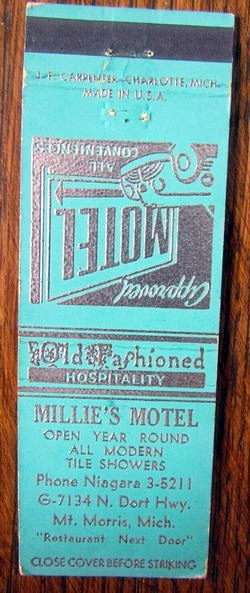 J. F. CARPENTER-CHARLOTTE, MICH.
MADE IN U.S.A.
Approved
MOTEL
ALL
CONVENIENCES
Old Fashioned
HOSPITALITY
MILLIE'S MOTEL
OPEN YEAR ROUND
ALL MODERN
TILE SHOWERS
Phone Niagara 3-5211
G-7134 N. Dort Hwy.
Mt. Morris, Mich.
"Restaurant Next Door"
CLOSE COVER BEFORE STRIKING